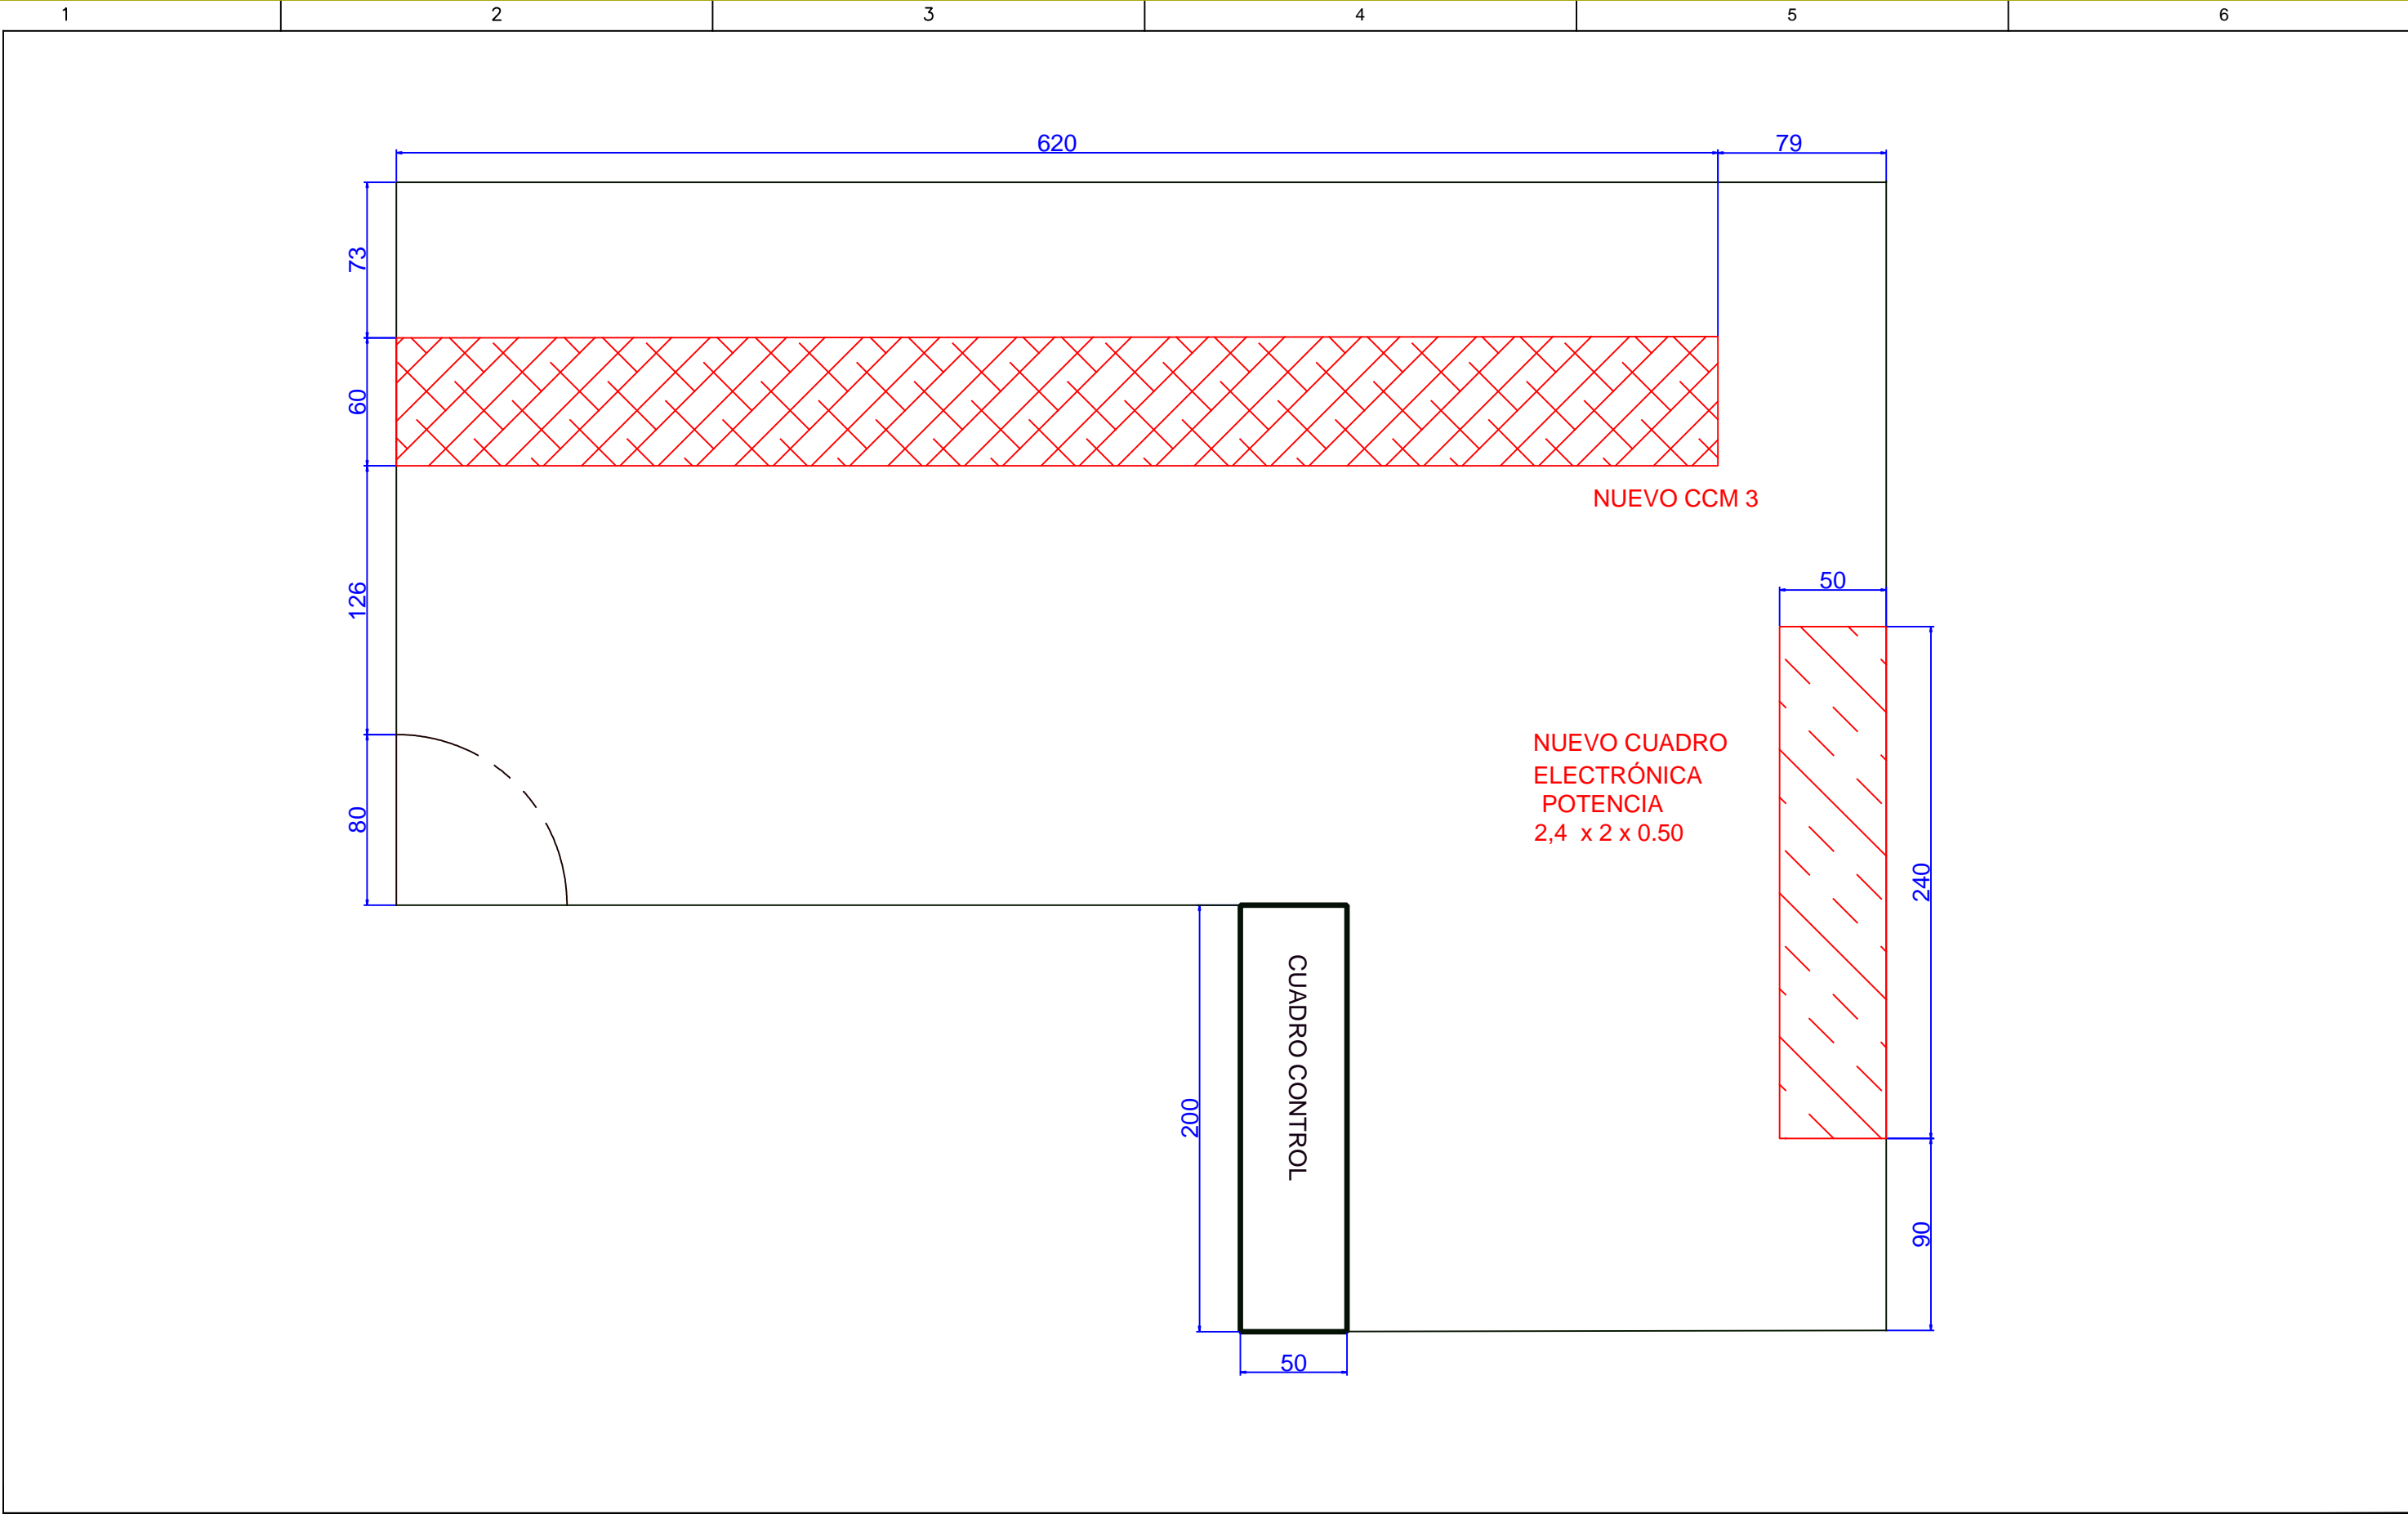 1 2 3 4 5 6
620 79
73
60
NUEVO CCM 3
126
50
NUEVO CUADRO
ELECTRÓNICA
POTENCIA
2,4 x 2 x 0.50
80
240
CUADRO CONTROL
200
90
50